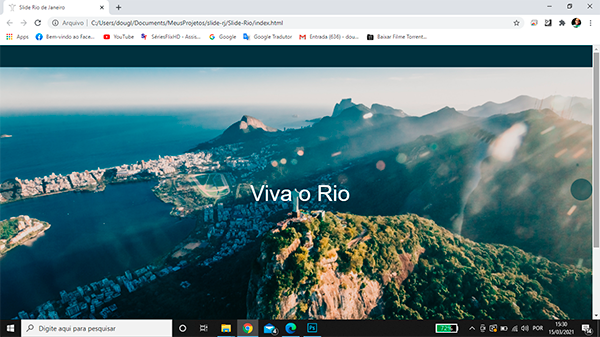 Slide Rio de Janeiro
Arquivo | C:/Users/dougl/Documents/MeusProjetos/slide-rj/Slide-Rio/index.html
Apps Bem-vindo ao Face... YouTube SeriesFlixHD - Assis... Google Google Tradutor Entrada (626) - dou... Baixar Filme Torrent...
Viva o Rio
Digite aqui para pesquisar
72%
POR
15:30
15/03/2021